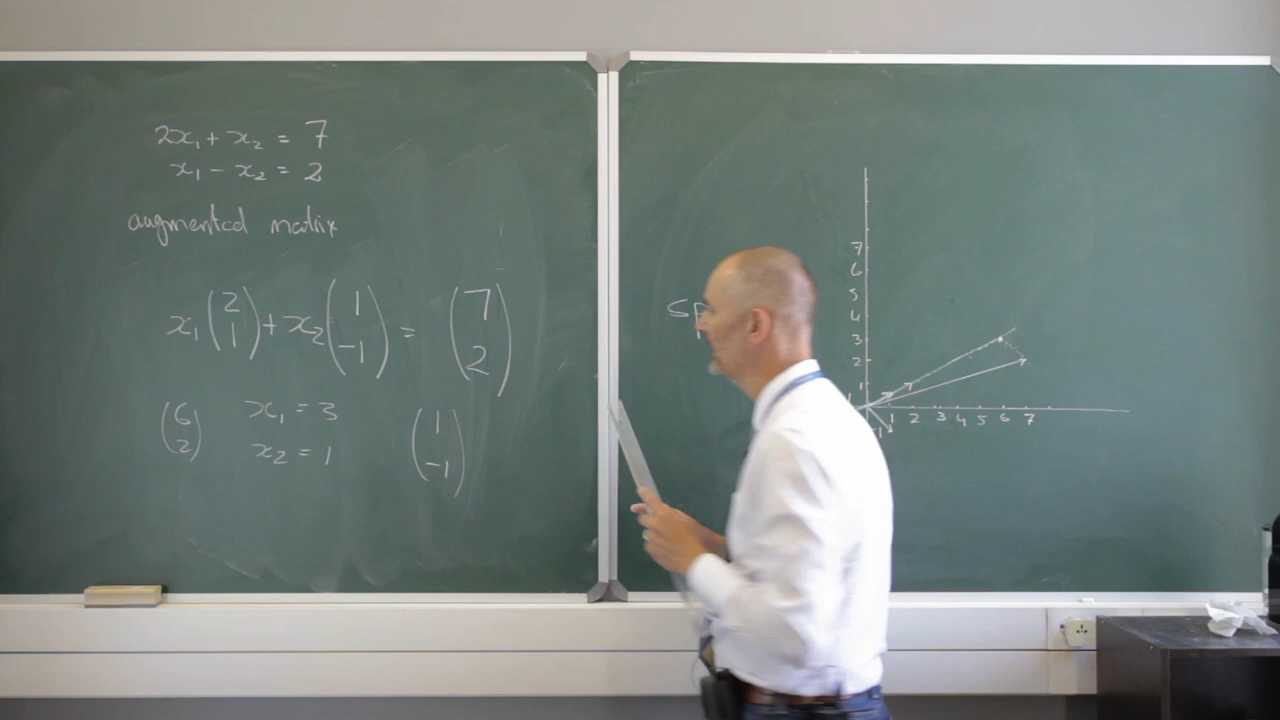 2x₁ + x₂ = 7
x₁ − x₂ = 2
augmented matrix
x₁ (2 1) + x₂ (1 −1) = (7 2)
(6 2) x₁ = 3 (1 −1)
x₂ = 1
7
6
5
4
3
2
1
1 2 3 4 5 6 7
−1